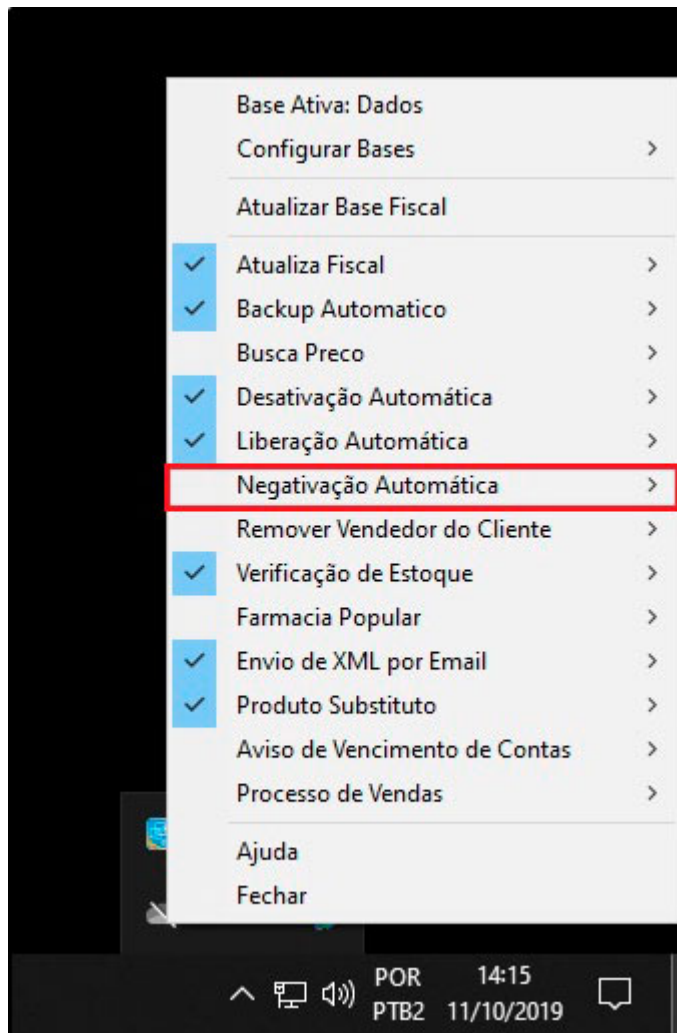 Base Ativa: Dados
Configurar Bases
Atualizar Base Fiscal
Atualiza Fiscal
Backup Automatico
Busca Preco
Desativação Automática
Liberação Automática
Negativação Automática
Remover Vendedor do Cliente
Verificação de Estoque
Farmacia Popular
Envio de XML por Email
Produto Substituto
Aviso de Vencimento de Contas
Processo de Vendas
Ajuda
Fechar
POR 14:15
PTB2 11/10/2019